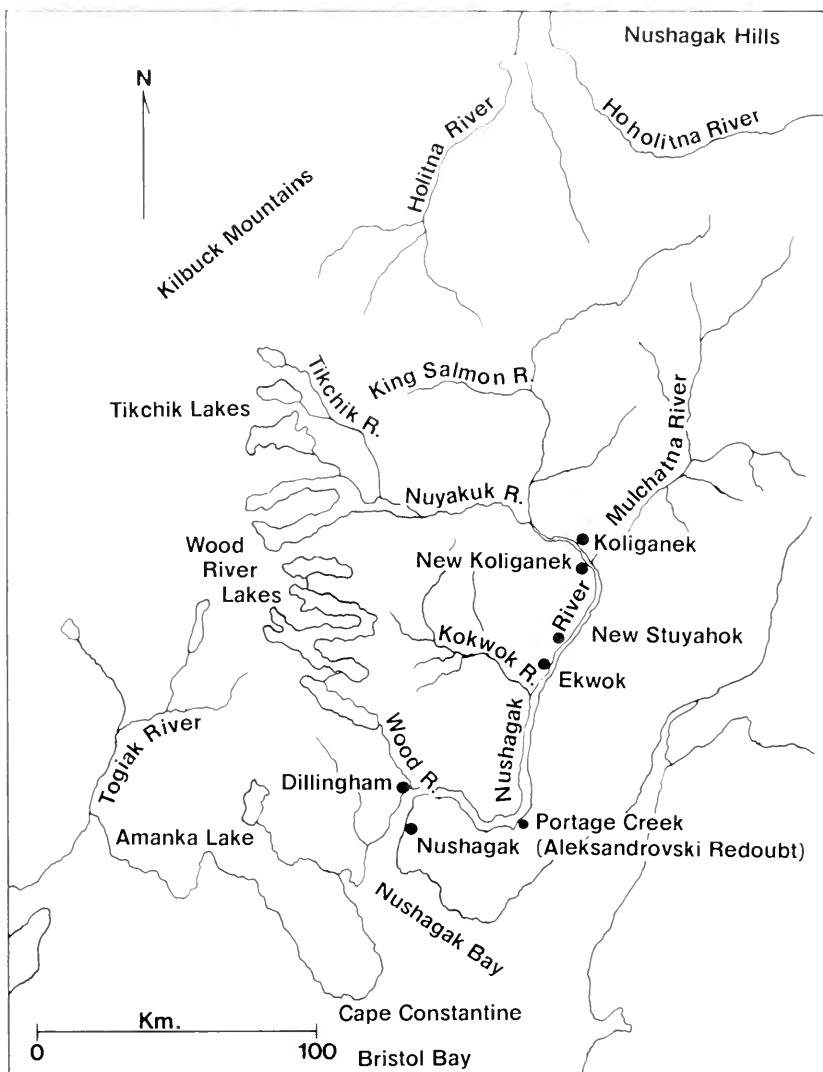 Nushagak Hills
N
Holitna River
Hoholitna River
Kilbuck Mountains
Tikchik R.
King Salmon R.
Tikchik Lakes
Mulchatna River
Nuyakuk R.
Koliganek
Wood
River
Lakes
New Koliganek
River
New Stuyahok
Kokwok R.
Ekwok
Nushagak
Togiak River
Wood R.
Dillingham
Portage Creek
(Aleksandrovski Redoubt)
Amanka Lake
Nushagak
Nushagak Bay
Cape Constantine
Km.
0
100
Bristol Bay